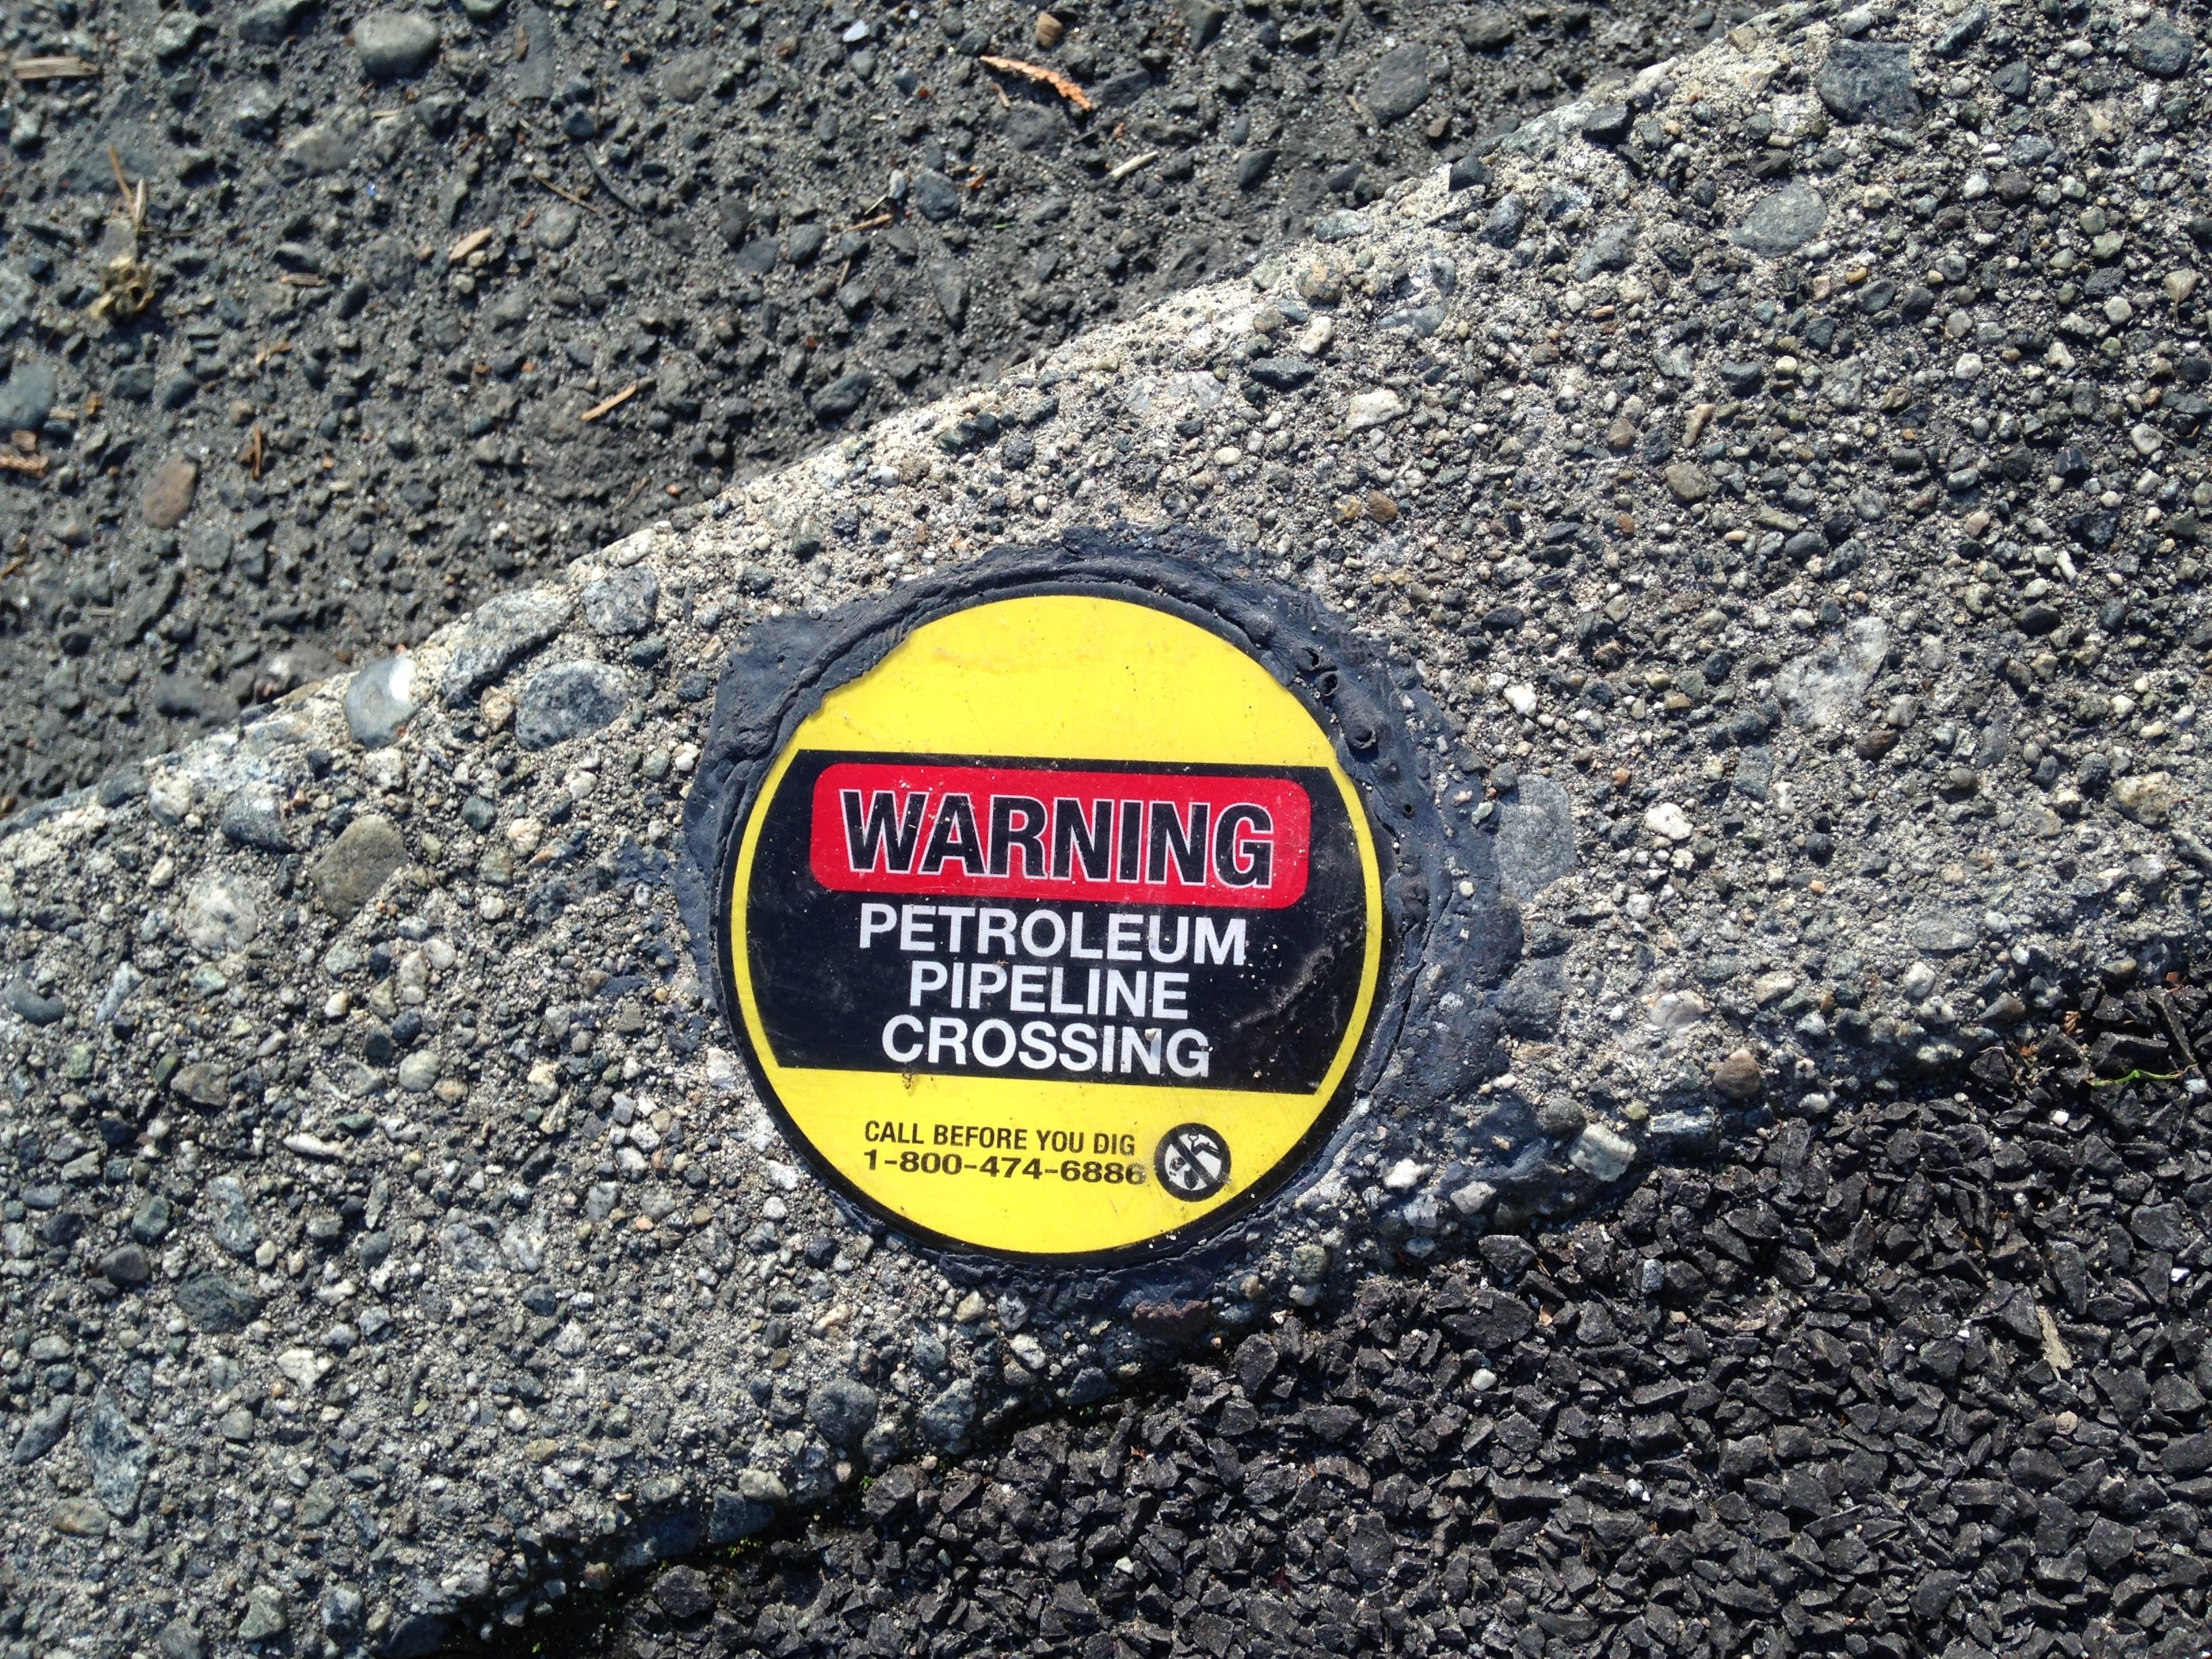 WARNING
PETROLEUM
PIPELINE
CROSSING
CALL BEFORE YOU DIG
1-800-474-6886